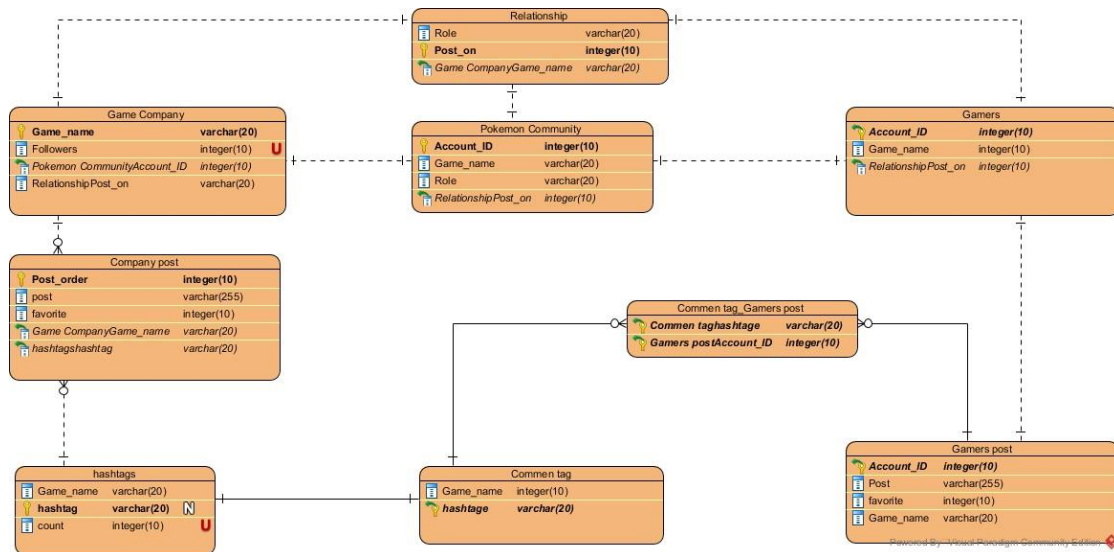 Relationship
Role varchar(20)
Post_on integer(10)
Game CompanyGame_name varchar(20)
Game Company
Game_name varchar(20)
Followers integer(10) U
Pokemon CommunityAccount_ID integer(10)
RelationshipPost_on varchar(20)
Pokemon Community
Account_ID integer(10)
Game_name varchar(20)
Role varchar(20)
RelationshipPost_on integer(10)
Gamers
Account_ID integer(10)
Game_name integer(10)
RelationshipPost_on integer(10)
Company post
Post_order integer(10)
post varchar(255)
favorite integer(10)
Game CompanyGame_name varchar(20)
hashtagshashtag varchar(20)
Commen tag_Gamers post
Commen taghashtage varchar(20)
Gamers postAccount_ID integer(10)
hashtags
Game_name varchar(20)
hashtag varchar(20) N
count integer(10) U
Commen tag
Game_name integer(10)
hashtage varchar(20)
Gamers post
Account_ID integer(10)
Post varchar(255)
favorite integer(10)
Game_name varchar(20)
Powered By Visual Paradigm Community Edition